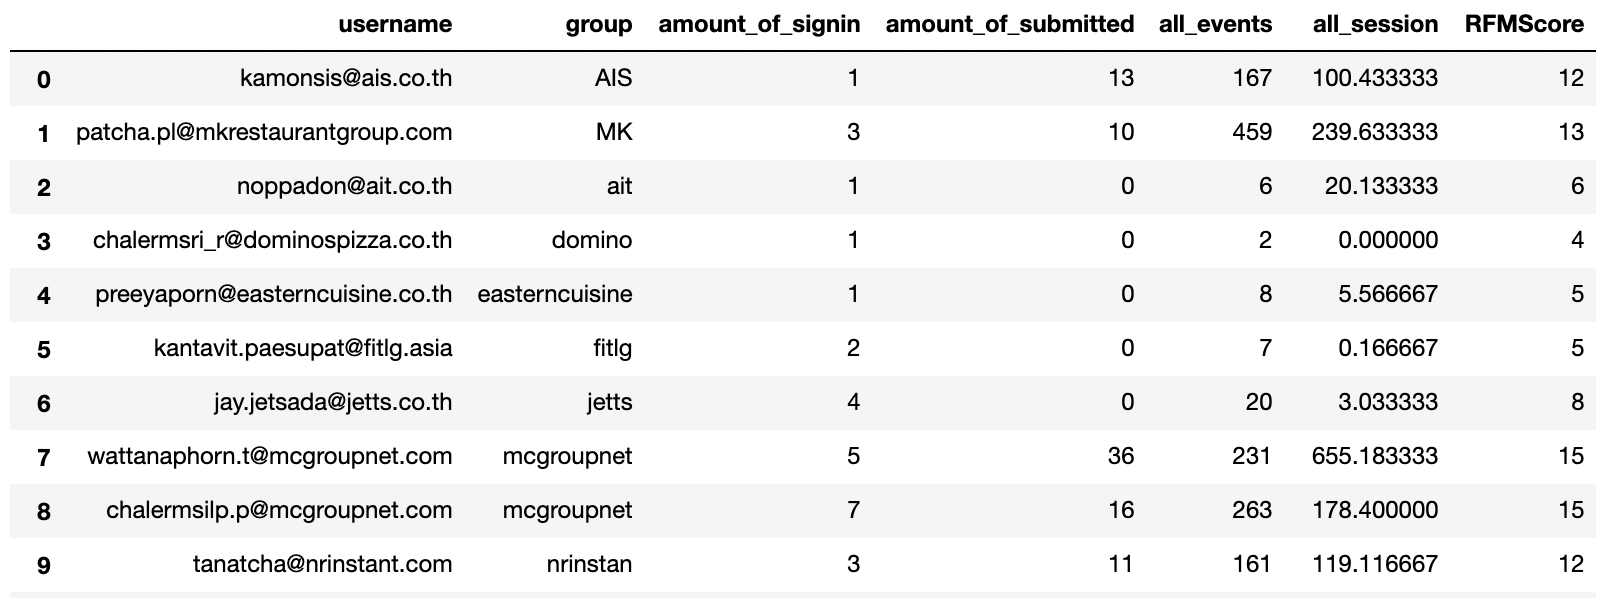 username group amount_of_signin amount_of_submitted all_events all_session RFMScore
0 kamonsis@ais.co.th AIS 1 13 167 100.433333 12
1 patcha.pl@mkrestaurantgroup.com MK 3 10 459 239.633333 13
2 noppadon@ait.co.th ait 1 0 6 20.133333 6
3 chalermsri_r@dominospizza.co.th domino 1 0 2 0.000000 4
4 preeyaporn@easterncuisine.co.th easterncuisine 1 0 8 5.566667 5
5 kantavit.paesupat@fitlg.asia fitlg 2 0 7 0.166667 5
6 jay.jetsada@jetts.co.th jetts 4 0 20 3.033333 8
7 wattanaphorn.t@mcgroupnet.com mcgroupnet 5 36 231 655.183333 15
8 chalermsilp.p@mcgroupnet.com mcgroupnet 7 16 263 178.400000 15
9 tanatcha@nrinstant.com nrinstan 3 11 161 119.116667 12